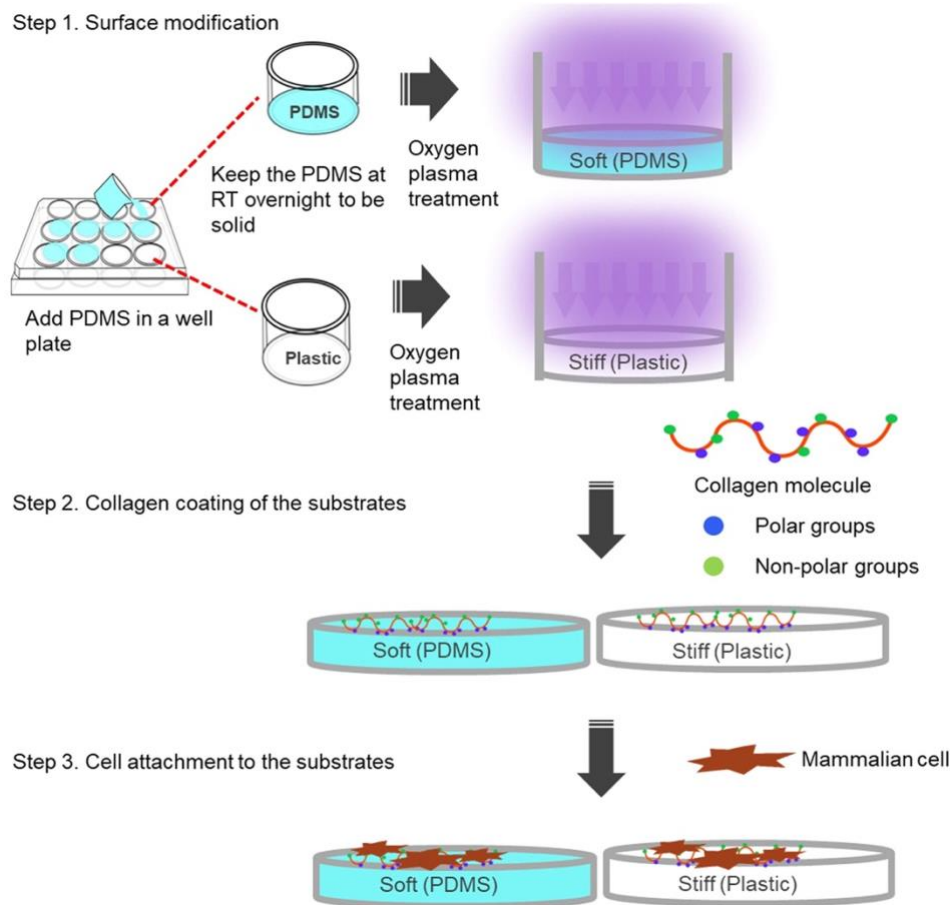 Step 1. Surface modification
PDMS
Keep the PDMS at
RT overnight to be
solid
Oxygen
plasma
treatment
Soft (PDMS)
Add PDMS in a well
plate
Plastic
Oxygen
plasma
treatment
Stiff (Plastic)
Step 2. Collagen coating of the substrates
Collagen molecule
Polar groups
Non-polar groups
Soft (PDMS)
Stiff (Plastic)
Step 3. Cell attachment to the substrates
Mammalian cell
Soft (PDMS)
Stiff (Plastic)